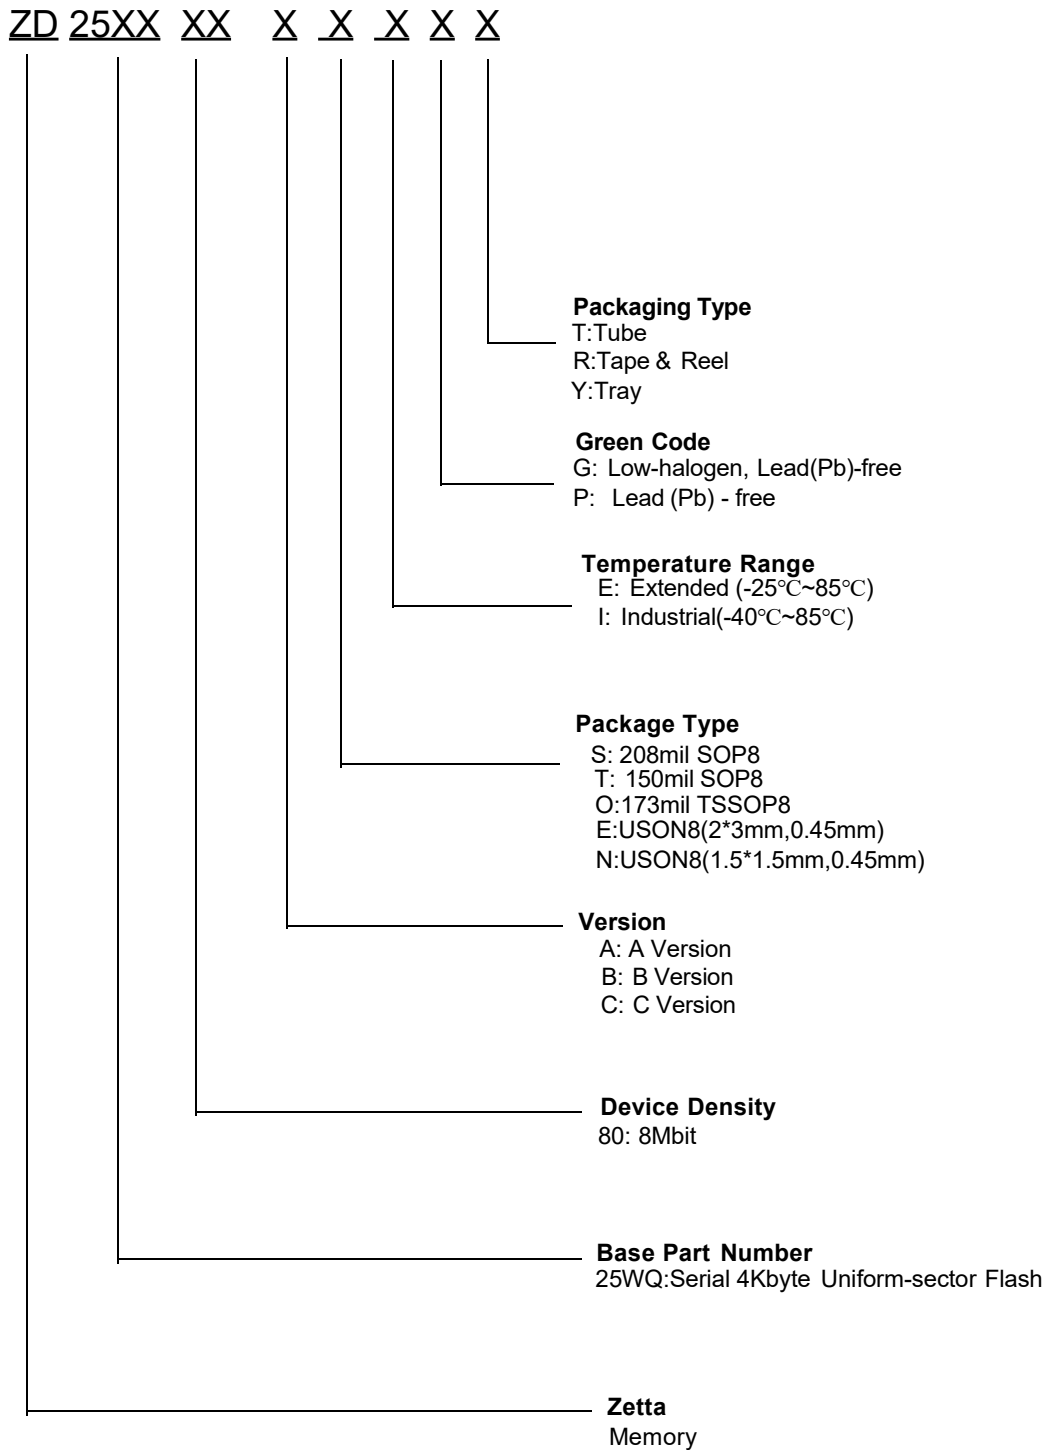 ZD 25XX XX X X X X X
Packaging Type
T:Tube
R:Tape & Reel
Y:Tray
Green Code
G: Low-halogen, Lead(Pb)-free
P: Lead (Pb) - free
Temperature Range
E: Extended (-25℃~85℃)
I: Industrial(-40℃~85℃)
Package Type
S: 208mil SOP8
T: 150mil SOP8
O:173mil TSSOP8
E:USON8(2*3mm,0.45mm)
N:USON8(1.5*1.5mm,0.45mm)
Version
A: A Version
B: B Version
C: C Version
Device Density
80: 8Mbit
Base Part Number
25WQ:Serial 4Kbyte Uniform-sector Flash
Zetta
Memory